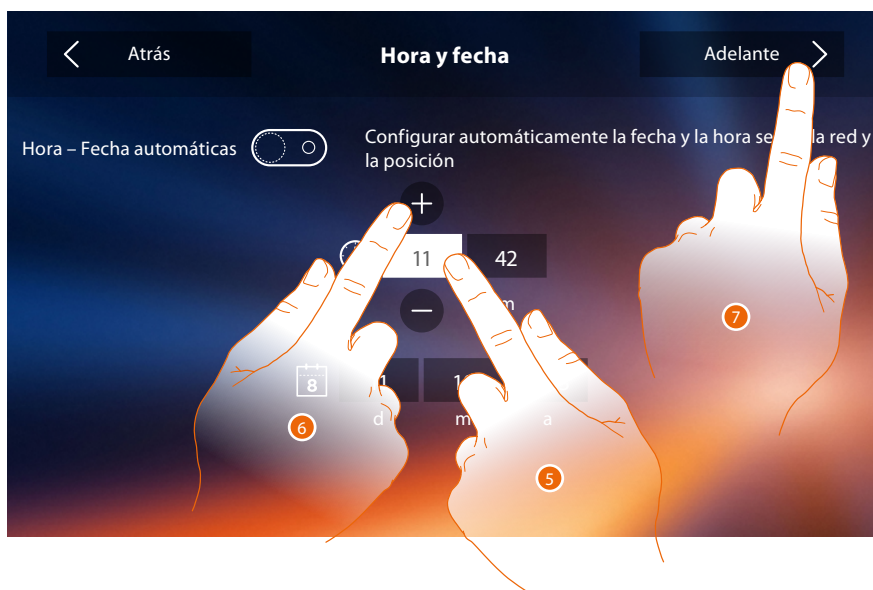 Atrás
Hora y fecha
Adelante
Hora – Fecha automáticas
Configurar automáticamente la fecha y la hora la red y
la posición
+
11
42
–
m
8
d
m
a
7
6
5